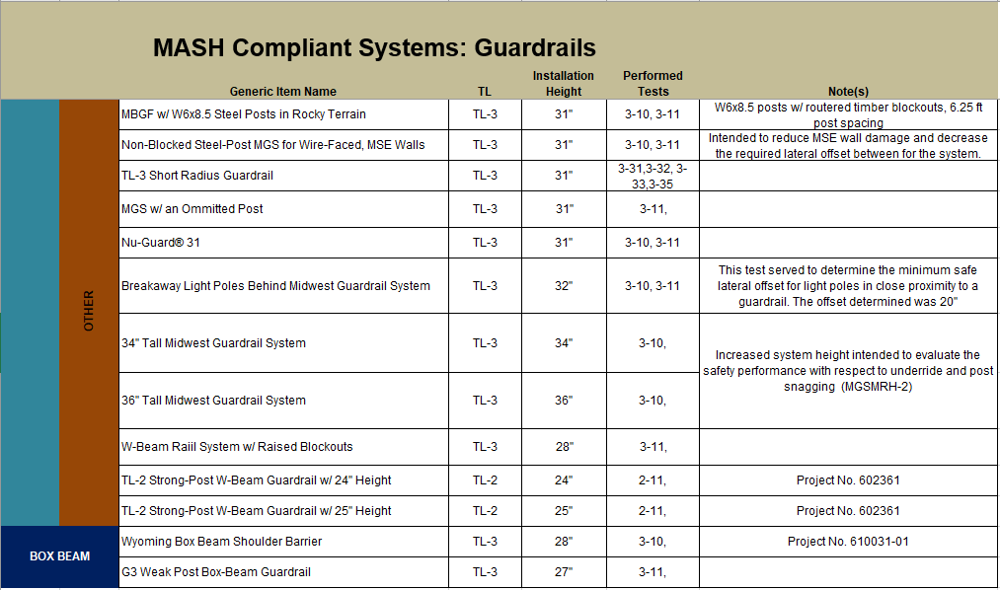 MASH Compliant Systems: Guardrails
Generic Item Name TL Installation Height Performed Tests Note(s)
OTHER
MBGF w/ W6x8.5 Steel Posts in Rocky Terrain TL-3 31" 3-10, 3-11 W6x8.5 posts w/ routered timber blockouts, 6.25 ft post spacing
Non-Blocked Steel-Post MGS for Wire-Faced, MSE Walls TL-3 31" 3-10, 3-11 Intended to reduce MSE wall damage and decrease the required lateral offset between for the system.
TL-3 Short Radius Guardrail TL-3 31" 3-31,3-32, 3-33,3-35
MGS w/ an Ommitted Post TL-3 31" 3-11,
Nu-Guard® 31 TL-3 31" 3-10, 3-11
Breakaway Light Poles Behind Midwest Guardrail System TL-3 32" 3-10, 3-11 This test served to determine the minimum safe lateral offset for light poles in close proximity to a guardrail. The offset determined was 20"
34" Tall Midwest Guardrail System TL-3 34" 3-10, Increased system height intended to evaluate the safety performance with respect to underride and post snagging (MGSMRH-2)
36" Tall Midwest Guardrail System TL-3 36" 3-10,
W-Beam Raiil System w/ Raised Blockouts TL-3 28" 3-11,
TL-2 Strong-Post W-Beam Guardrail w/ 24" Height TL-2 24" 2-11, Project No. 602361
TL-2 Strong-Post W-Beam Guardrail w/ 25" Height TL-2 25" 2-11, Project No. 602361
BOX BEAM
Wyoming Box Beam Shoulder Barrier TL-3 28" 3-10, Project No. 610031-01
G3 Weak Post Box-Beam Guardrail TL-3 27" 3-11,